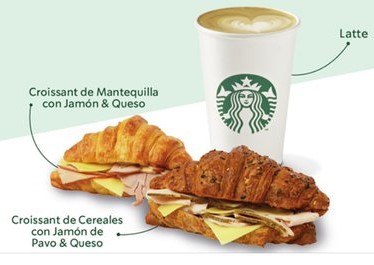 Latte
Croissant de Mantequilla
con Jamón & Queso
Croissant de Cereales
con Jamón de
Pavo & Queso